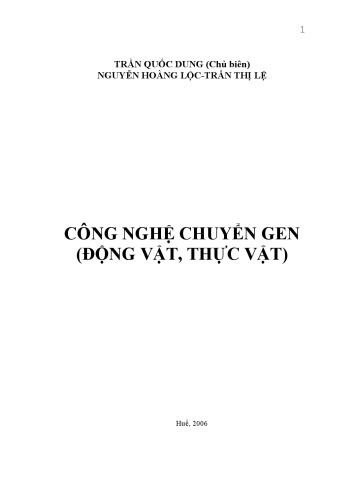 1
TRẦN QUỐC DUNG (Chủ biên)
NGUYỄN HOÀNG LỘC-TRẦN THỊ LỆ
CÔNG NGHỆ CHUYỂN GEN
(ĐỘNG VẬT, THỰC VẬT)
Huế, 2006